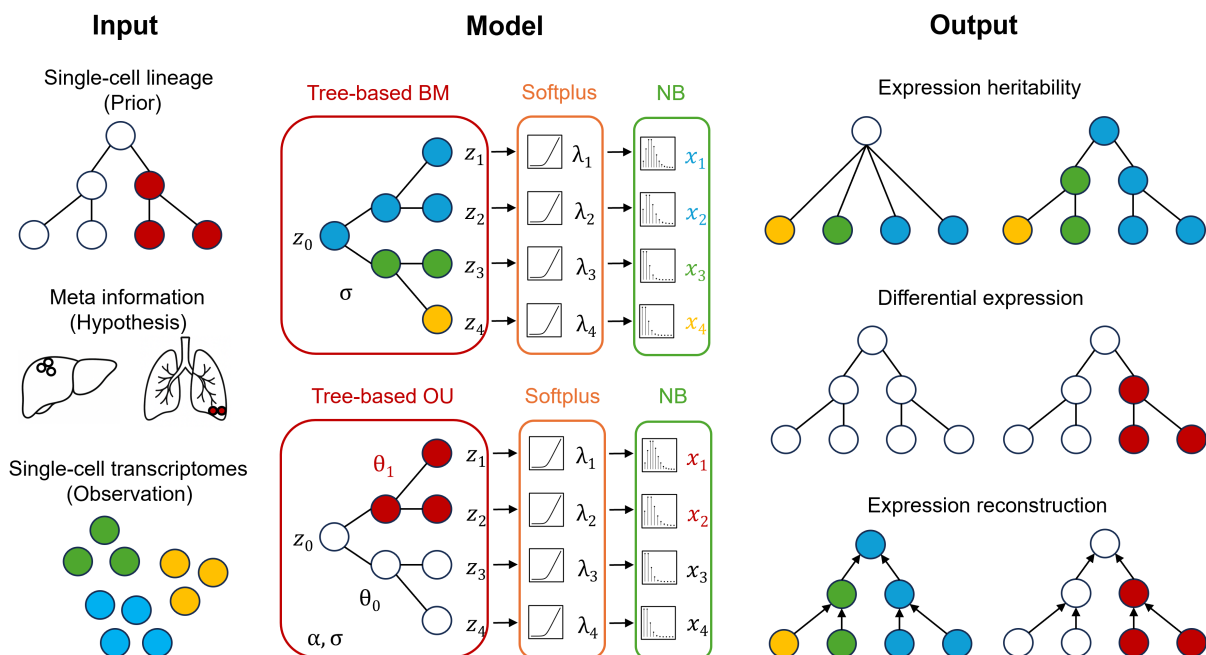 Input
Single-cell lineage
(Prior)
Meta information
(Hypothesis)
Single-cell transcriptomes
(Observation)
Model
Tree-based BM
Softplus
NB
z₀
σ
z₁
λ₁
x₁
z₂
λ₂
x₂
z₃
λ₃
x₃
z₄
λ₄
x₄
Tree-based OU
Softplus
NB
θ₁
z₀
θ₀
α, σ
z₁
λ₁
x₁
z₂
λ₂
x₂
z₃
λ₃
x₃
z₄
λ₄
x₄
Output
Expression heritability
Differential expression
Expression reconstruction